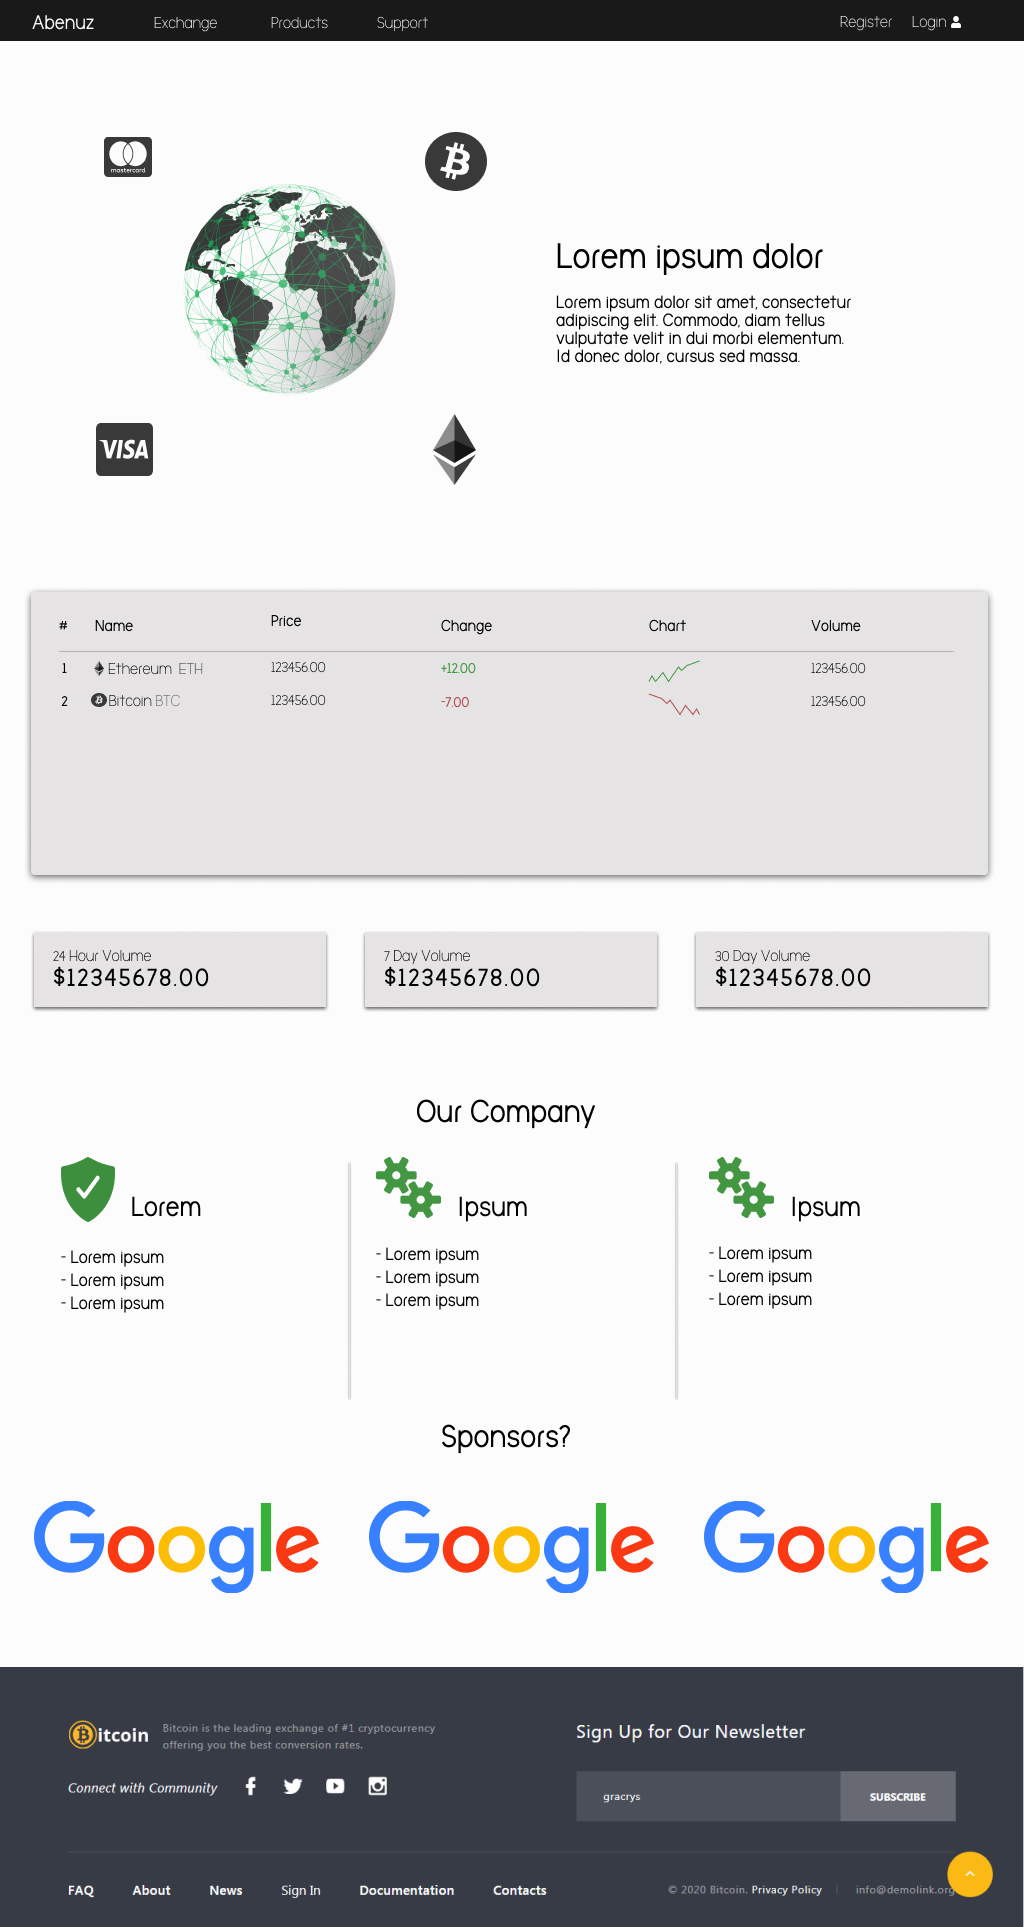 Abenuz Exchange Products Support Register Login
mastercard
Lorem ipsum dolor
Lorem ipsum dolor sit amet, consectetur
adipiscing elit. Commodo, diam tellus
vulputate velit in dui morbi elementum.
Id donec dolor, cursus sed massa.
VISA
# Name Price Change Chart Volume
1 Ethereum ETH 123456.00 +12.00 123456.00
2 Bitcoin BTC 123456.00 -7.00 123456.00
24 Hour Volume
$12345678.00
7 Day Volume
$12345678.00
30 Day Volume
$12345678.00
Our Company
Lorem
- Lorem ipsum
- Lorem ipsum
- Lorem ipsum
Ipsum
- Lorem ipsum
- Lorem ipsum
- Lorem ipsum
Ipsum
- Lorem ipsum
- Lorem ipsum
- Lorem ipsum
Sponsors?
Google Google Google
Bitcoin
Bitcoin is the leading exchange of #1 cryptocurrency
offering you the best conversion rates.
Connect with Community
Sign Up for Our Newsletter
gracrys SUBSCRIBE
FAQ About News Sign In Documentation Contacts
© 2020 Bitcoin. Privacy Policy | info@demolink.org